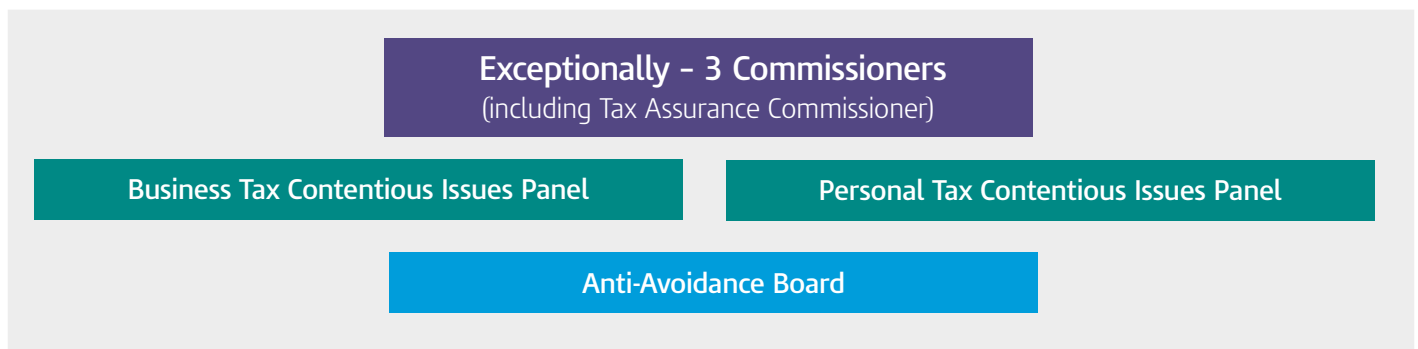 Exceptionally – 3 Commissioners
(including Tax Assurance Commissioner)
Business Tax Contentious Issues Panel
Personal Tax Contentious Issues Panel
Anti-Avoidance Board